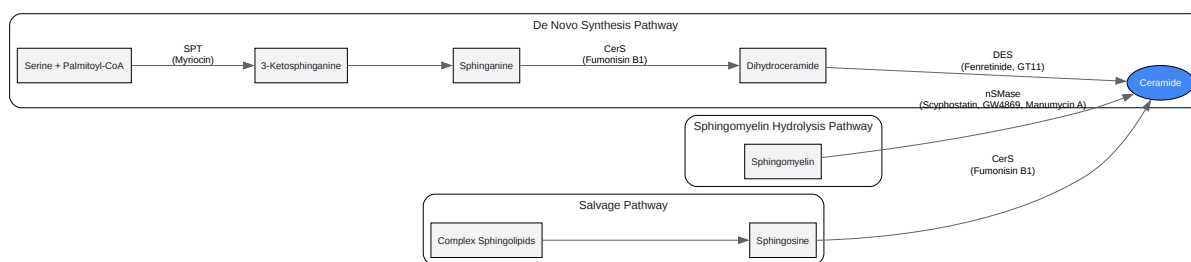 De Novo Synthesis Pathway
Serine + Palmitoyl-CoA
SPT
(Myriocin)
3-Ketosphinganine
Sphinganine
CerS
(Fumonisin B1)
Dihydroceramide
DES
(Fenretinide, GT11)
Ceramide
nSMase
(Scyphostatin, GW4869, Manumycin A)
Sphingomyelin Hydrolysis Pathway
Sphingomyelin
CerS
(Fumonisin B1)
Salvage Pathway
Complex Sphingolipids
Sphingosine